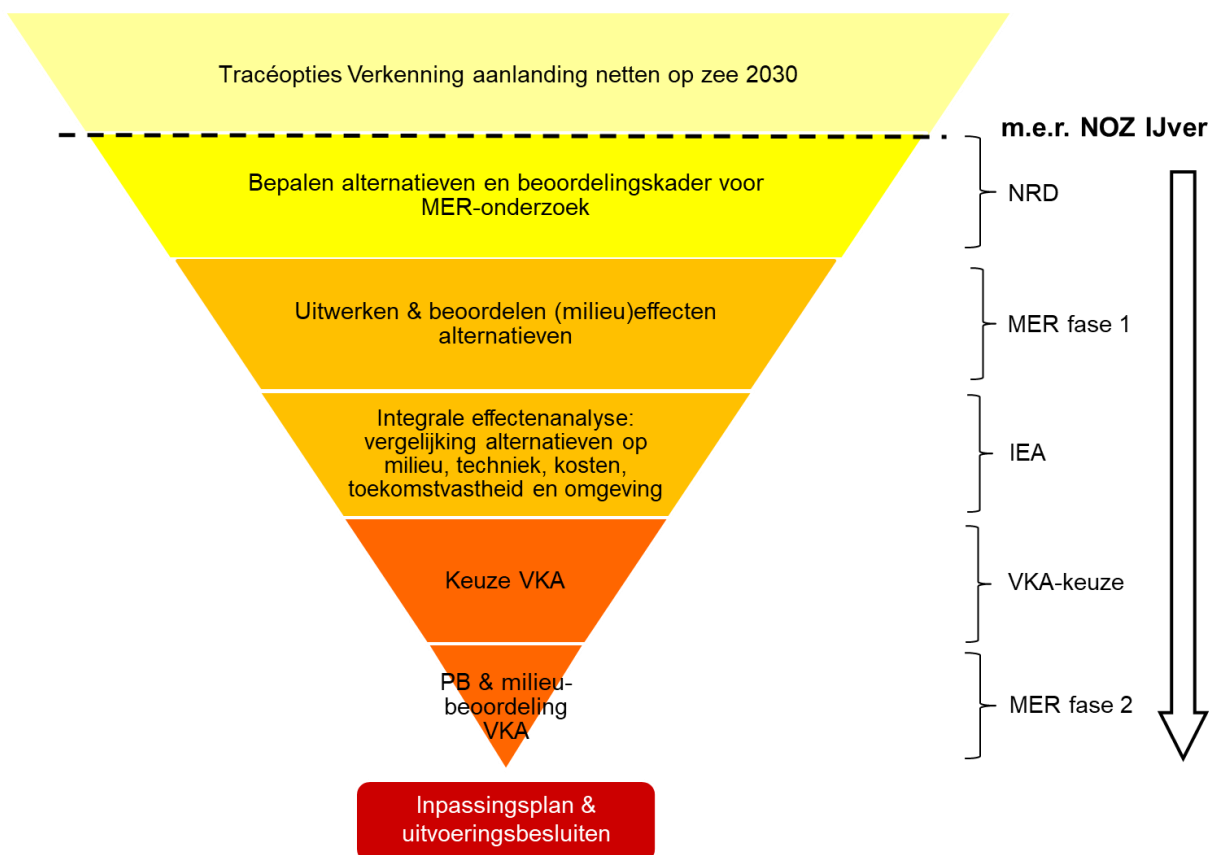 Tracéopties Verkenning aanlanding netten op zee 2030
m.e.r. NOZ IJver
Bepalen alternatieven en beoordelingskader voor
MER-onderzoek
NRD
Uitwerken & beoordelen (milieu)effecten
alternatieven
MER fase 1
Integrale effectenanalyse:
vergelijking alternatieven op
milieu, techniek, kosten,
toekomstvastheid en omgeving
IEA
Keuze VKA
VKA-keuze
PB & milieu-
beoordeling
VKA
MER fase 2
Inpassingsplan &
uitvoeringsbesluiten